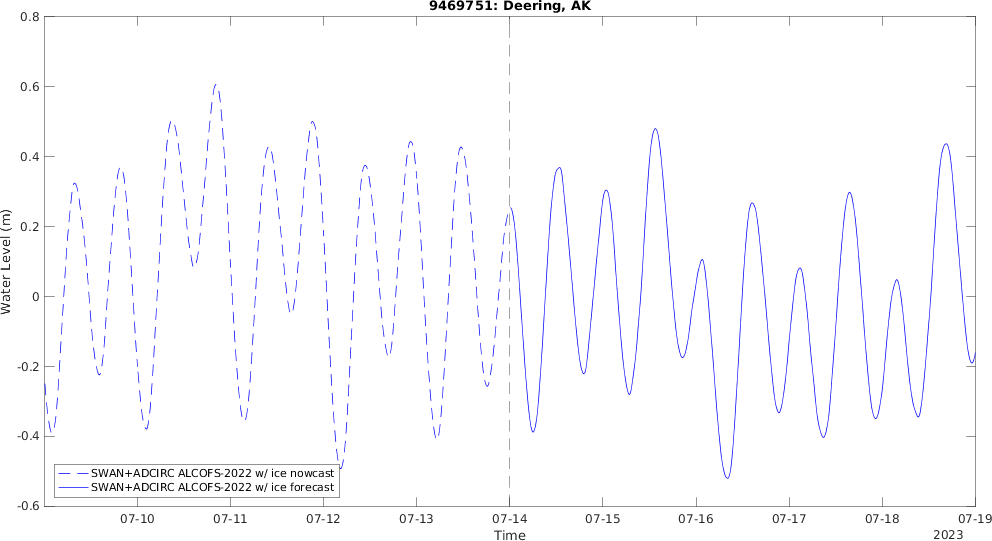 9469751: Deering, AK
Water Level (m)
0.8
0.6
0.4
0.2
0
-0.2
-0.4
-0.6
SWAN+ADCIRC ALCOFS-2022 w/ ice nowcast
SWAN+ADCIRC ALCOFS-2022 w/ ice forecast
07-10 07-11 07-12 07-13 07-14 07-15 07-16 07-17 07-18 07-19
Time
2023